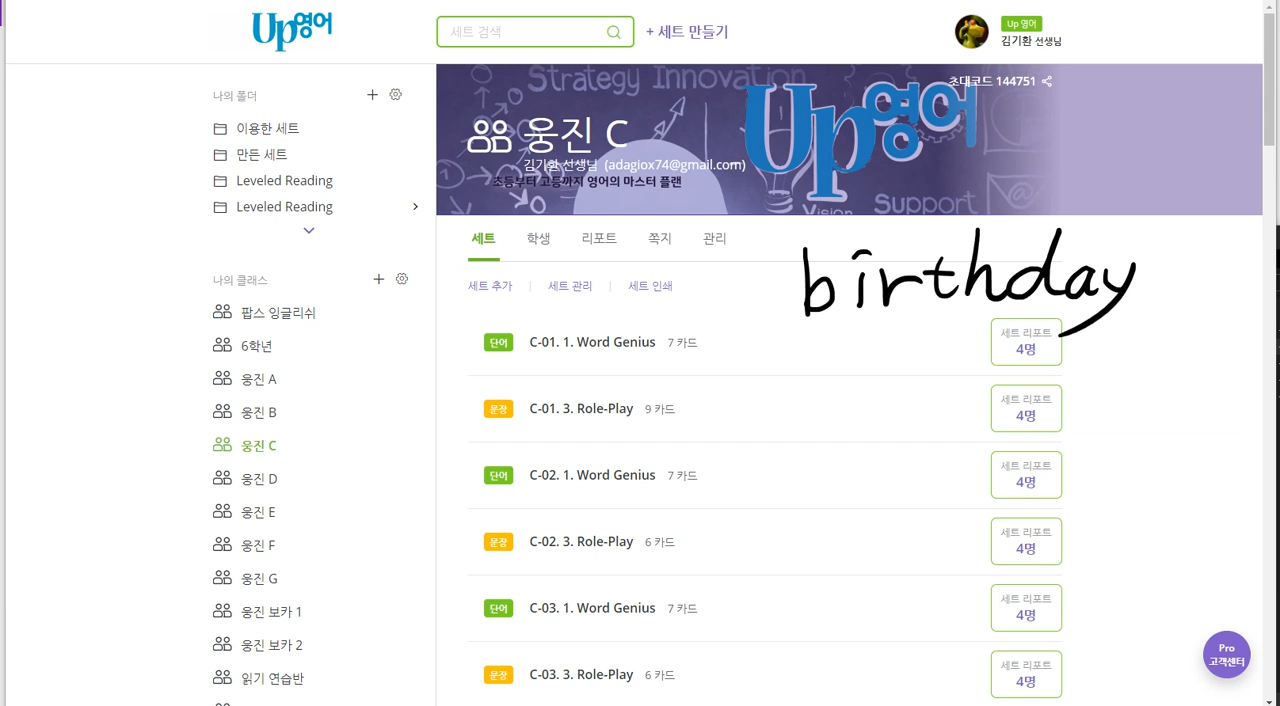 Up영어
세트 검색
+ 세트 만들기
Up 영어
김기환 선생님
나의 폴더
이용한 세트
만든 세트
Leveled Reading
Leveled Reading
나의 클래스
팝스 잉글리쉬
6학년
웅진 A
웅진 B
웅진 C
웅진 D
웅진 E
웅진 F
웅진 G
웅진 보카 1
웅진 보카 2
읽기 연습반
Strategy Innovation
초대코드 144751
Up영어
웅진 C
김기환 선생님 (adagiox74@gmail.com)
초등부터 고등까지 영어의 마스터 플랜
Vision
Support
세트 학생 리포트 쪽지 관리
birthday
세트 추가 | 세트 관리 | 세트 인쇄
단어 C-01. 1. Word Genius 7 카드
세트 리포트
4명
문장 C-01. 3. Role-Play 9 카드
세트 리포트
4명
단어 C-02. 1. Word Genius 7 카드
세트 리포트
4명
문장 C-02. 3. Role-Play 6 카드
세트 리포트
4명
단어 C-03. 1. Word Genius 7 카드
세트 리포트
4명
문장 C-03. 3. Role-Play 6 카드
세트 리포트
4명
Pro
고객센터